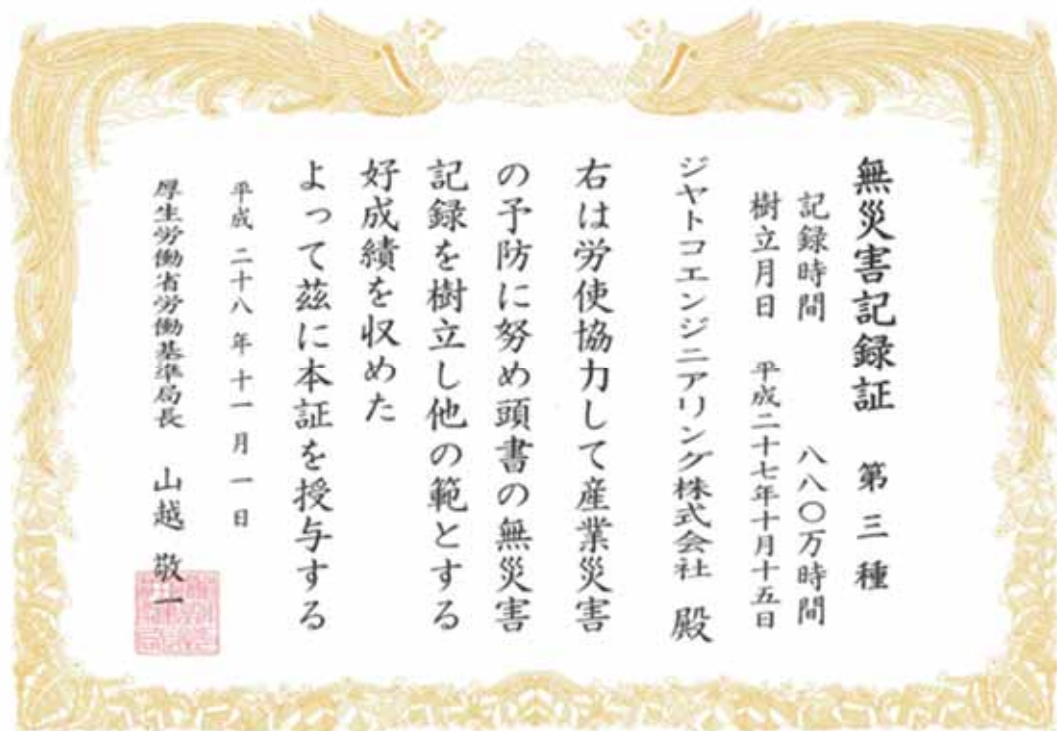 無災害記録証 第三種
記録時間 八八〇万時間
樹立月日 平成二十七年十月十五日
ジヤトコエンジニアリング株式会社 殿
右は労使協力して産業災害
の予防に努め頭書の無災害
記録を樹立し他の範とする
好成績を収めた
よって茲に本証を授与する
平成二十八年十一月一日
厚生労働省労働基準局長 山越 敬一